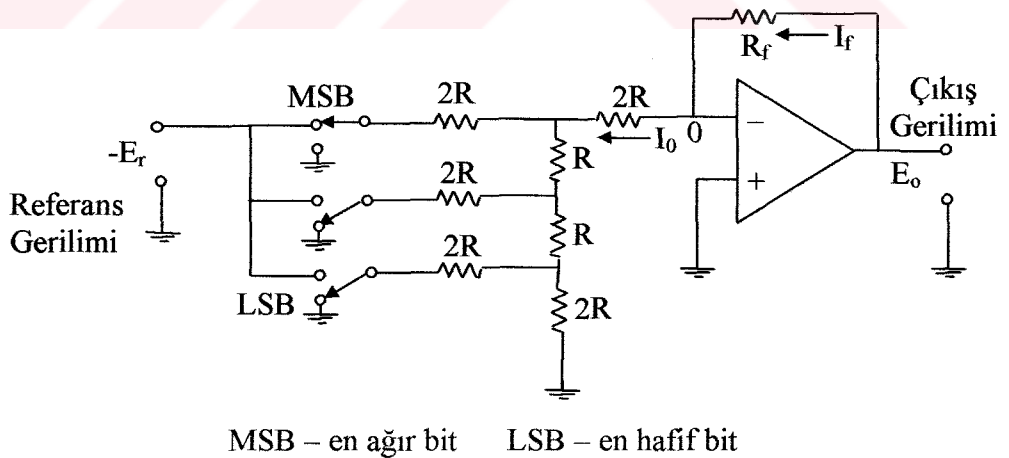 R_f
I_f
MSB
2R
2R
Çıkış
Gerilimi
-E_r
I_0
0
−
+
R
E_o
2R
Referans
Gerilimi
R
LSB
2R
2R
MSB – en ağır bit LSB – en hafif bit